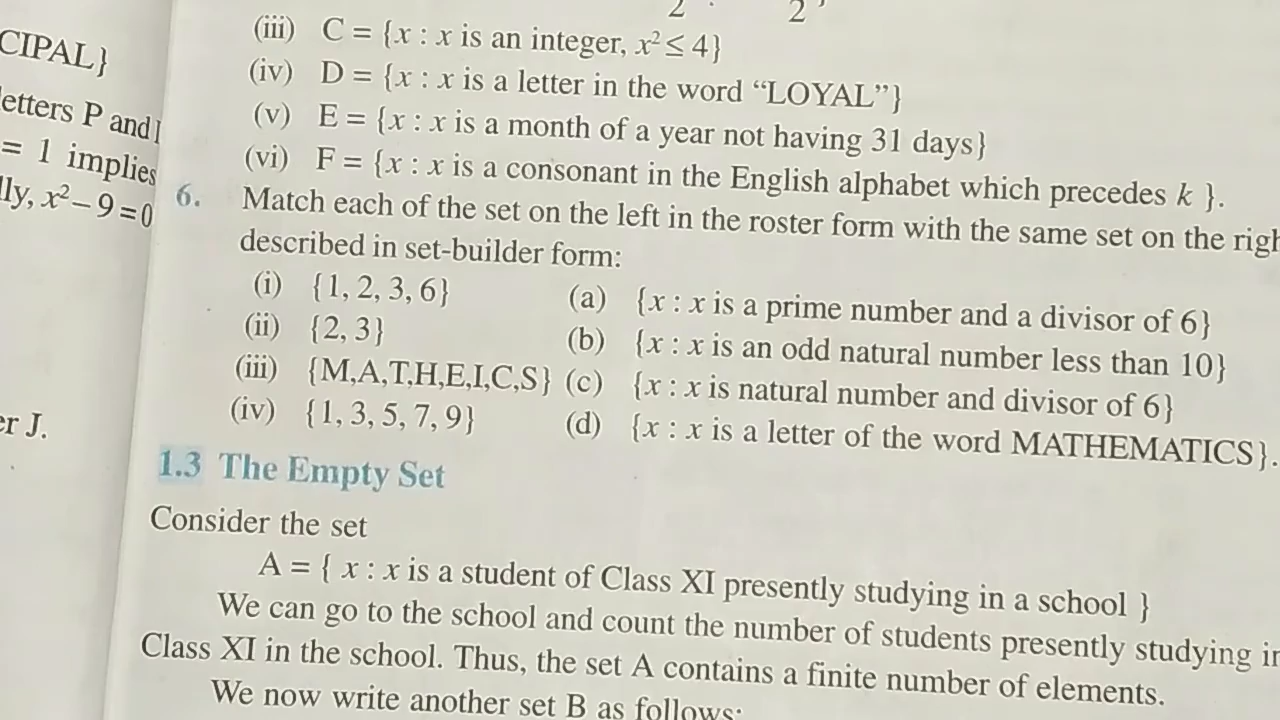 CIPAL}
etters P and I
= 1 implies
lly, x² – 9 = 0
er J.
2 . 2 ,
(iii) C = {x : x is an integer, x² ≤ 4}
(iv) D = {x : x is a letter in the word “LOYAL”}
(v) E = {x : x is a month of a year not having 31 days}
(vi) F = {x : x is a consonant in the English alphabet which precedes k }.
6. Match each of the set on the left in the roster form with the same set on the righ
described in set-builder form:
(i) {1, 2, 3, 6} (a) {x : x is a prime number and a divisor of 6}
(ii) {2, 3} (b) {x : x is an odd natural number less than 10}
(iii) {M,A,T,H,E,I,C,S} (c) {x : x is natural number and divisor of 6}
(iv) {1, 3, 5, 7, 9} (d) {x : x is a letter of the word MATHEMATICS}.
1.3 The Empty Set
Consider the set
A = { x : x is a student of Class XI presently studying in a school }
We can go to the school and count the number of students presently studying in
Class XI in the school. Thus, the set A contains a finite number of elements.
We now write another set B as follows: